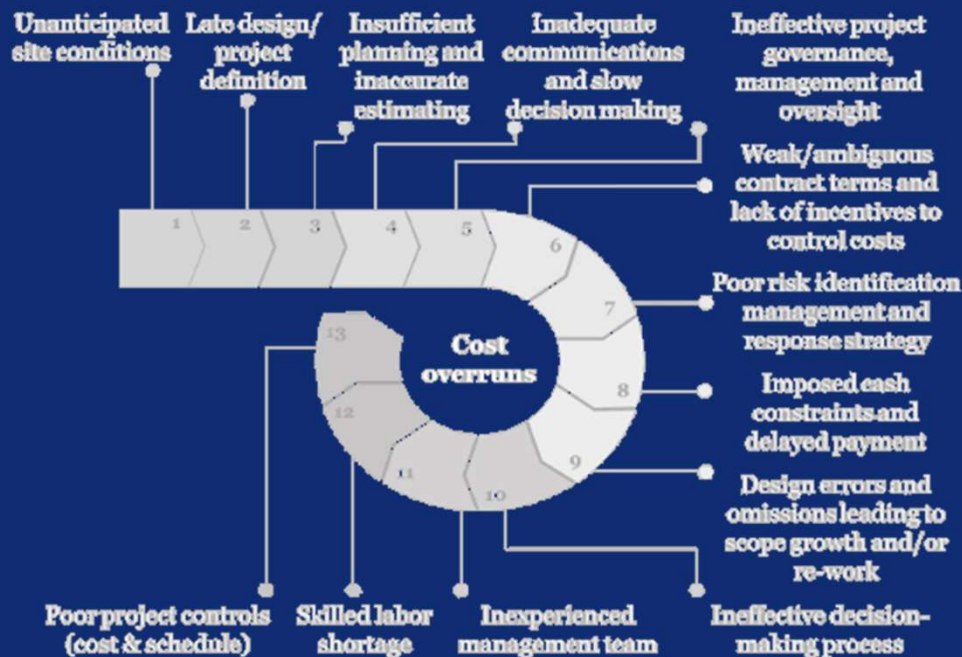 Unanticipated
site conditions
Late design/
project
definition
Insufficient
planning and
inaccurate
estimating
Inadequate
communications
and slow
decision making
Ineffective project
governance,
management and
oversight
Weak/ambiguous
contract terms and
lack of incentives to
control costs
Poor risk identification
management and
response strategy
Imposed cash
constraints and
delayed payment
Design errors and
omissions leading to
scope growth and/or
re-work
Ineffective decision-
making process
Inexperienced
management team
Skilled labor
shortage
Poor project controls
(cost & schedule)
1
2
3
4
5
6
7
8
9
10
11
12
13
Cost
overruns